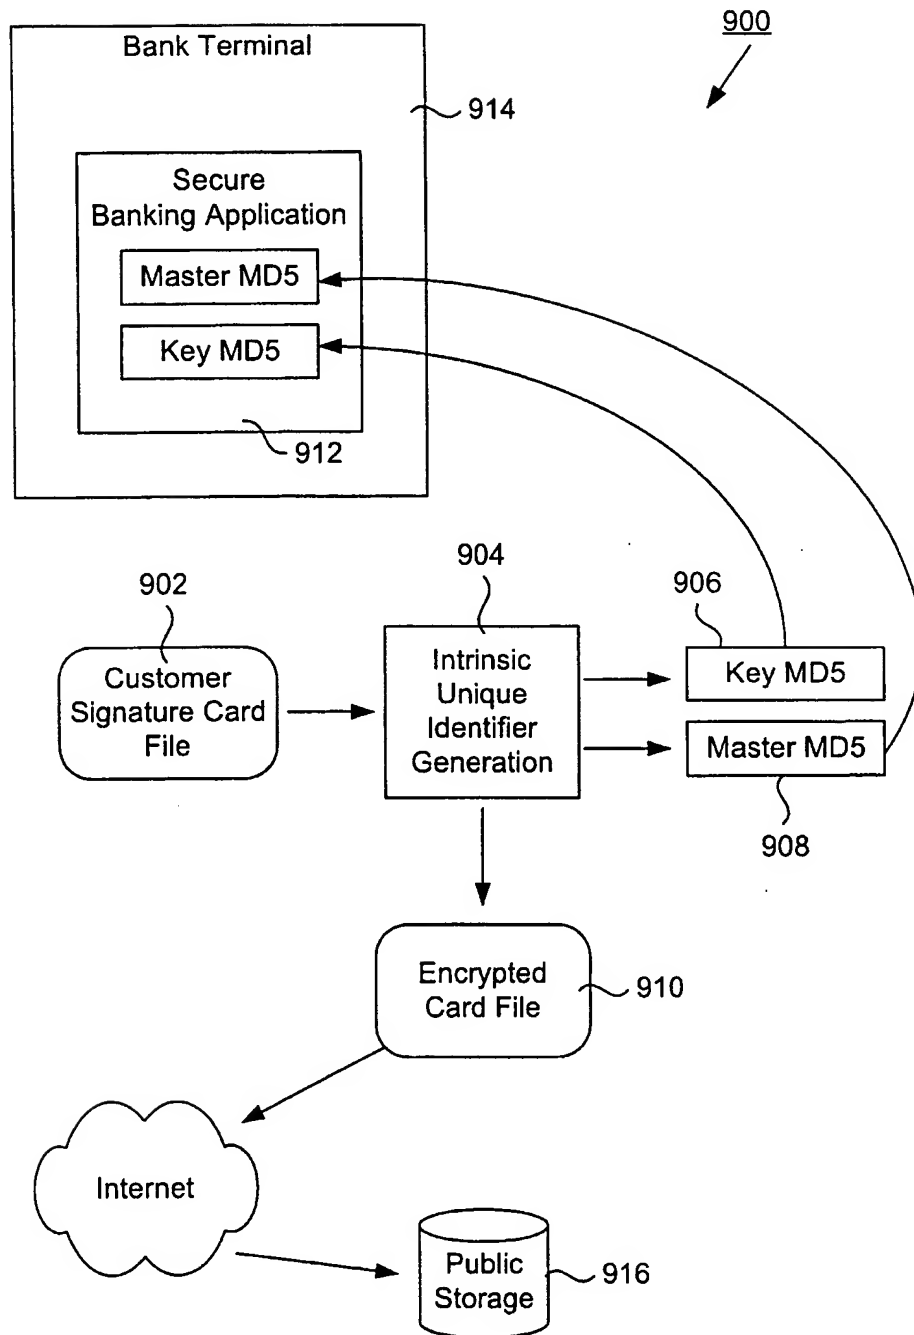 900
Bank Terminal
914
Secure
Banking Application
Master MD5
Key MD5
912
904
902
906
Customer
Signature Card
File
Intrinsic
Unique
Identifier
Generation
Key MD5
Master MD5
908
Encrypted
Card File
910
Internet
Public
Storage
916